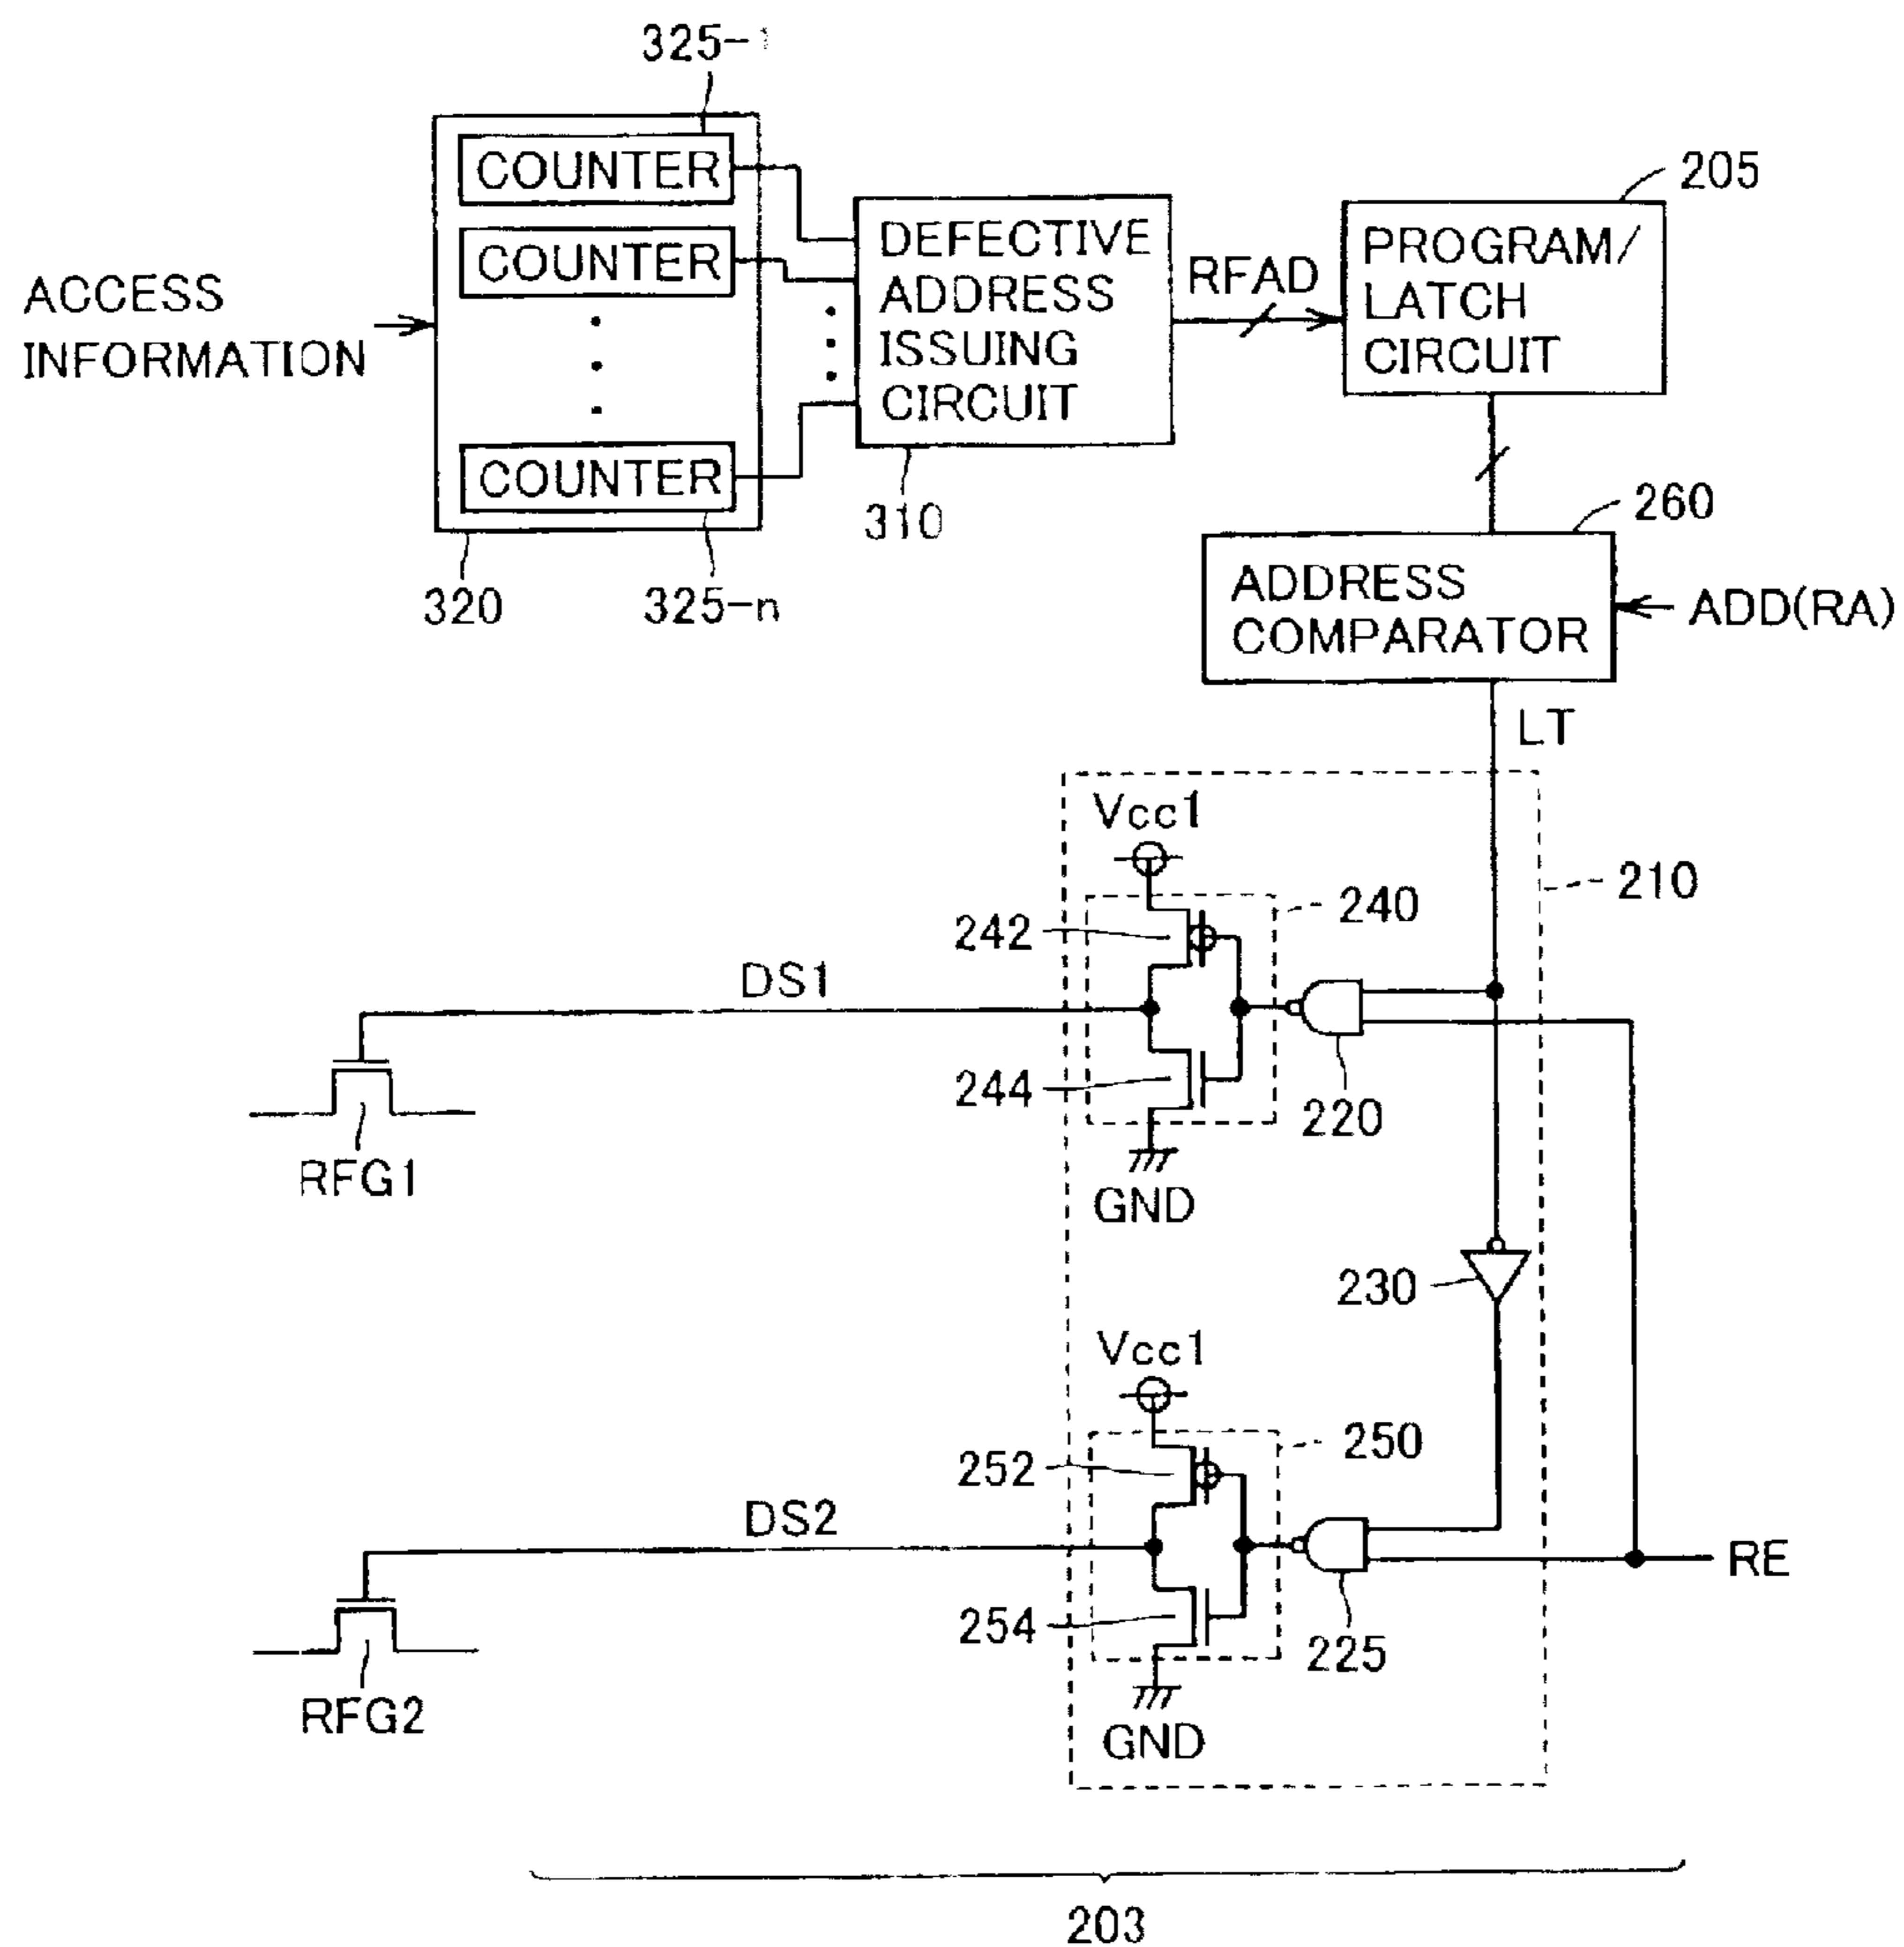 325-1
COUNTER
COUNTER
COUNTER
ACCESS
INFORMATION
320
325-n
DEFECTIVE
ADDRESS
ISSUING
CIRCUIT
310
RFAD
205
PROGRAM/
LATCH
CIRCUIT
260
ADDRESS
COMPARATOR
ADD(RA)
LT
Vcc1
210
240
242
DS1
244
220
RFG1
GND
230
Vcc1
250
252
DS2
RE
254
225
RFG2
GND
203